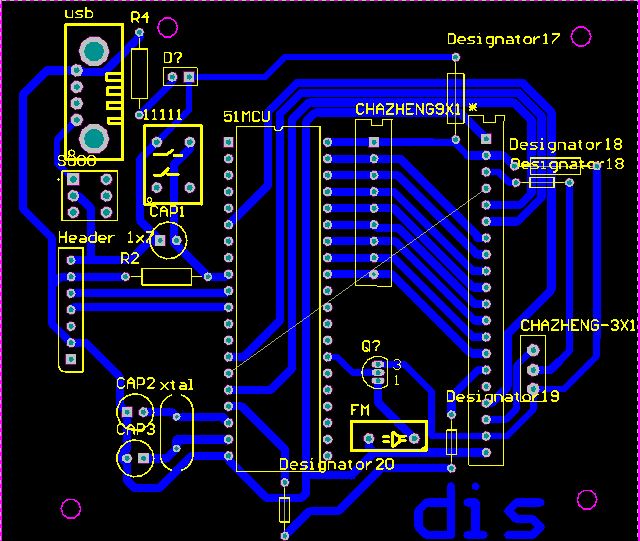 usb
R4
Designator17
D?
11111
51MCU
CHAZHENG9X1
*
Designator18
Designator18
S800
CAP1
Header 1x7
R2
CHAZHENG-3X1
Q?
3
1
CAP2
xtal
Designator19
FM
CAP3
Designator20
dis